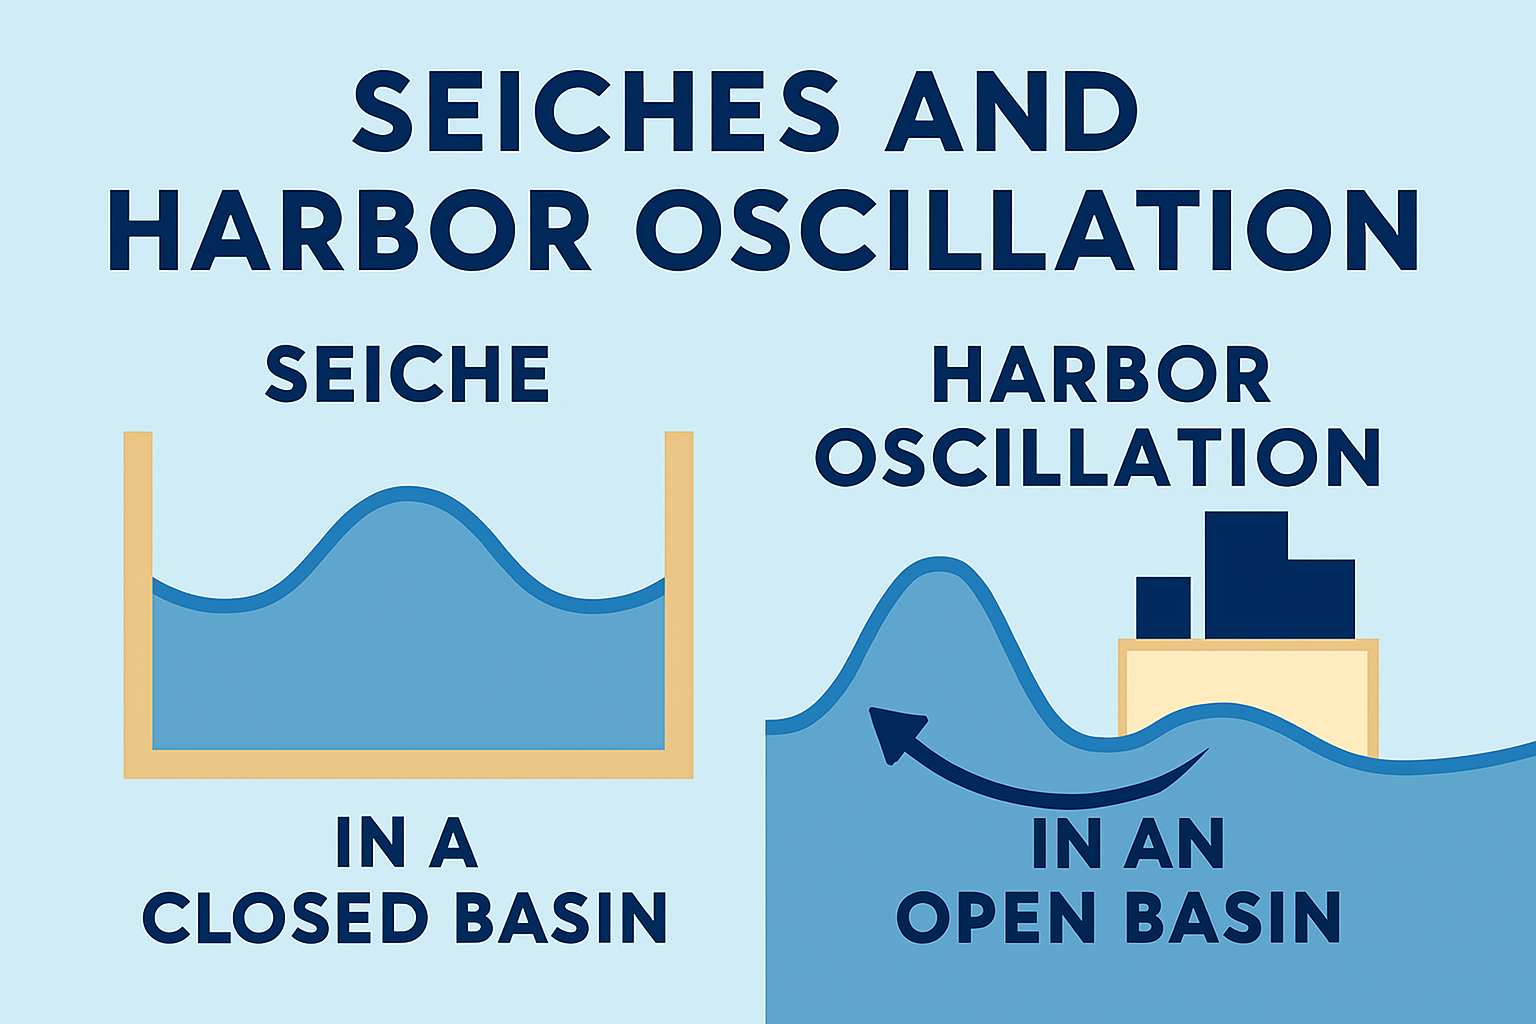 SEICHES AND
HARBOR OSCILLATION
SEICHE
IN A
CLOSED BASIN
HARBOR
OSCILLATION
IN AN
OPEN BASIN